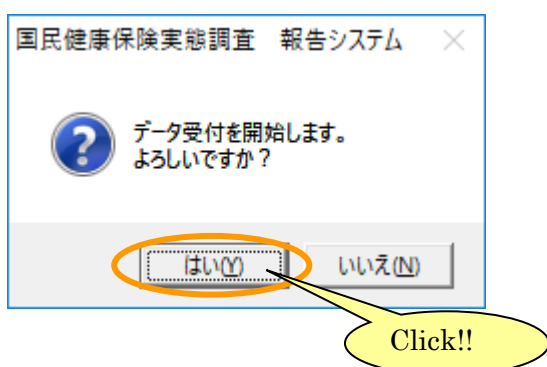 国民健康保険実態調査　報告システム
データ受付を開始します。
よろしいですか？
はい(Y)　いいえ(N)
Click!!